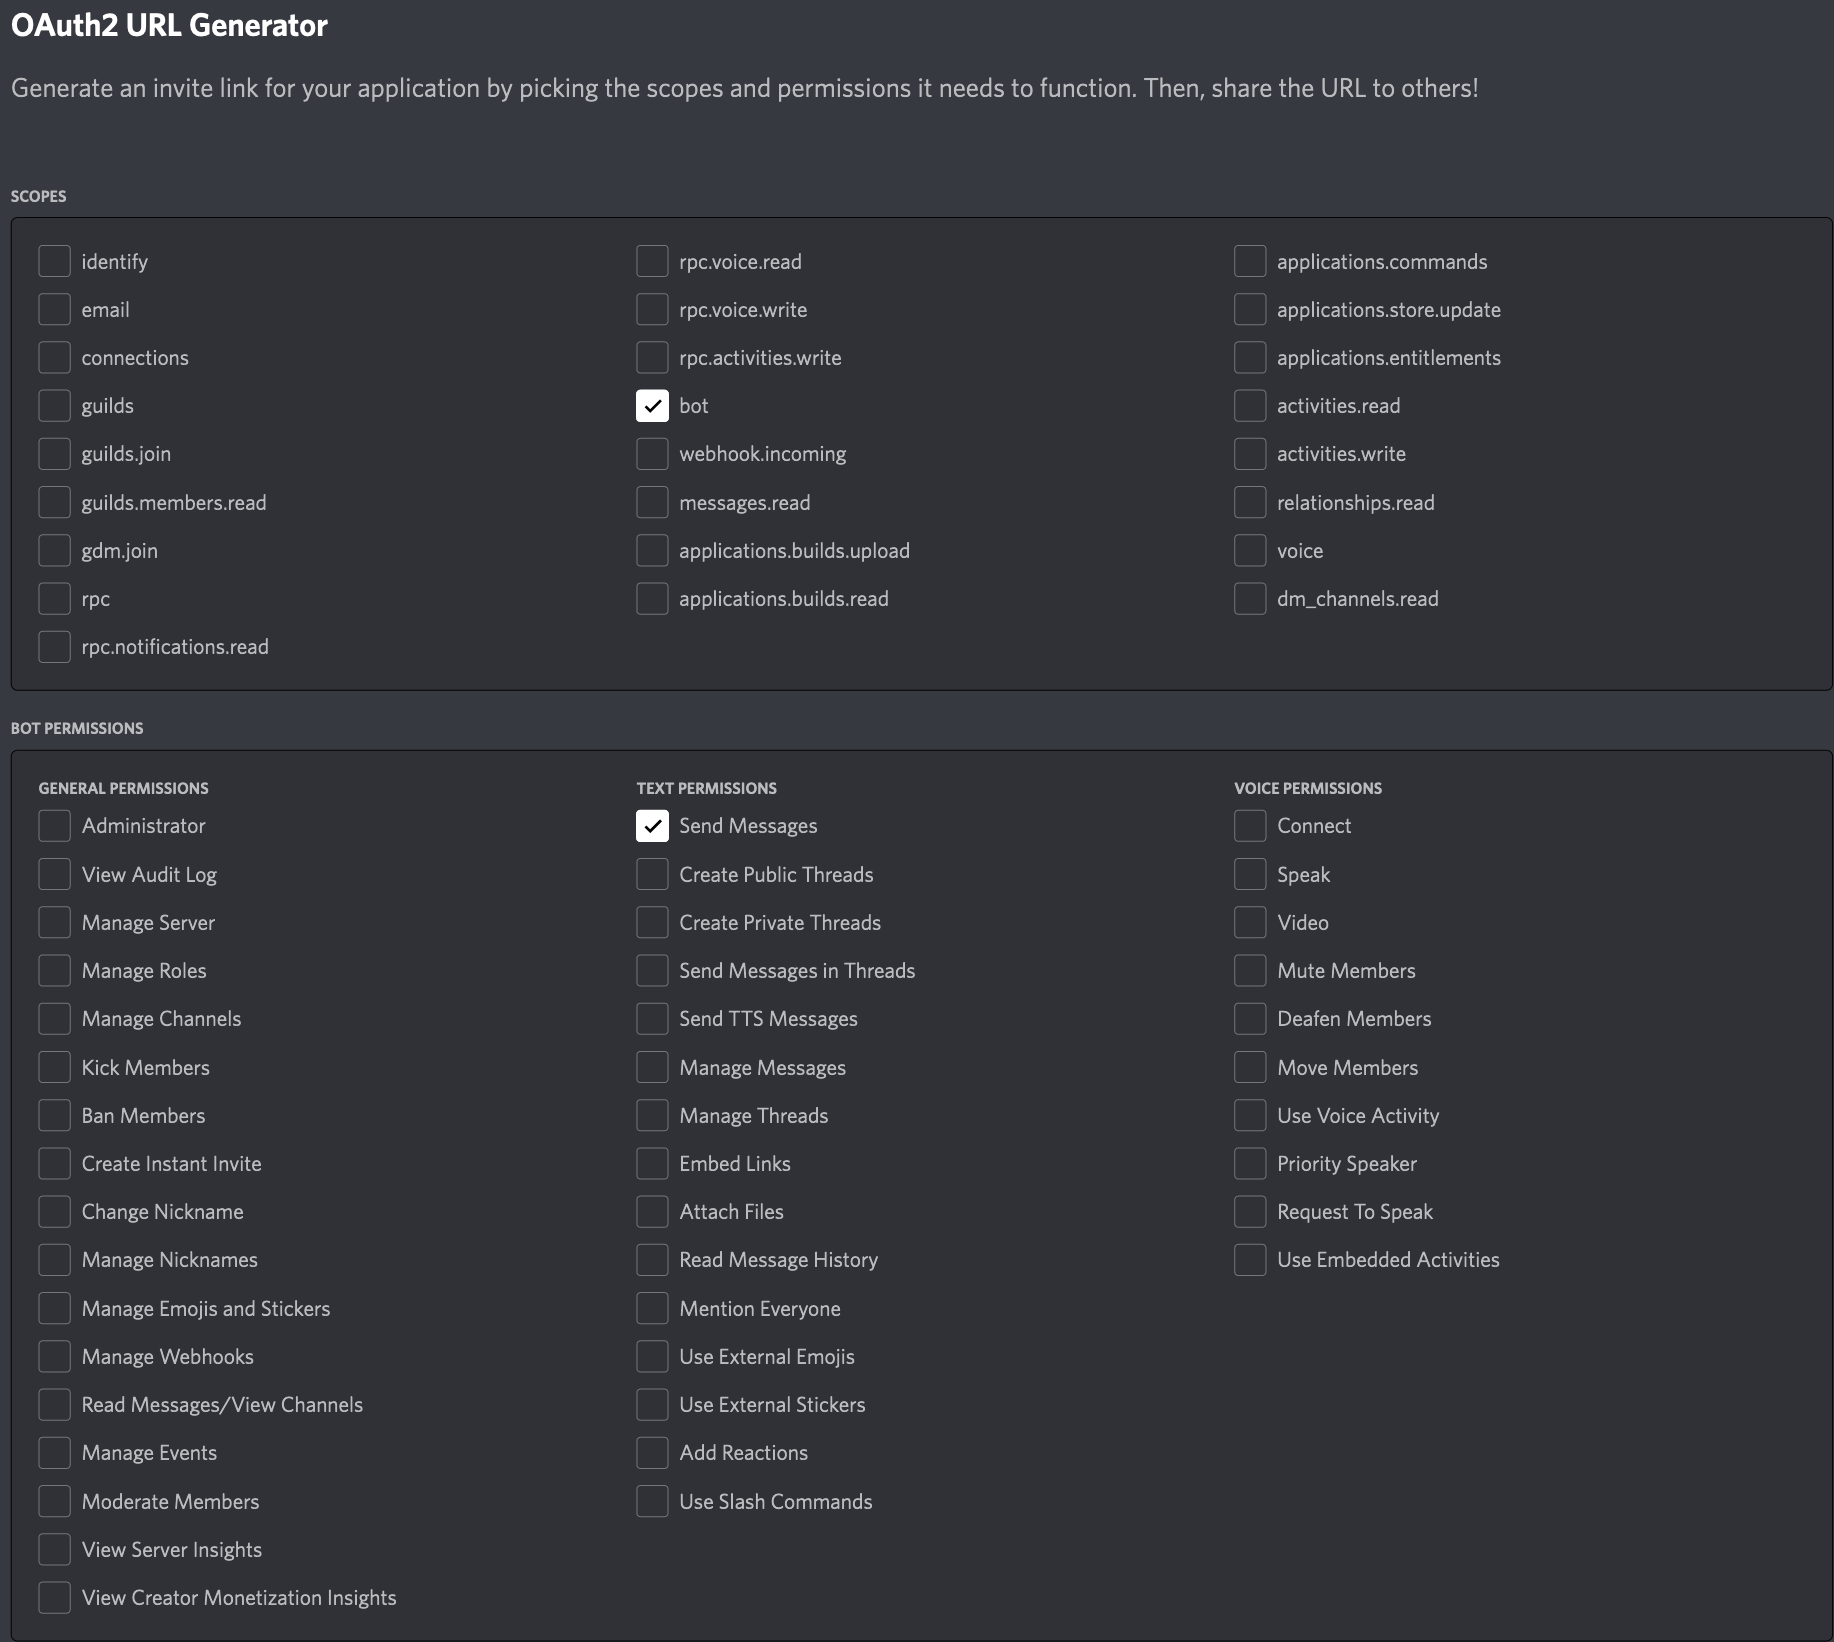 OAuth2 URL Generator
Generate an invite link for your application by picking the scopes and permissions it needs to function. Then, share the URL to others!
SCOPES
identify
email
connections
guilds
guilds.join
guilds.members.read
gdm.join
rpc
rpc.notifications.read
rpc.voice.read
rpc.voice.write
rpc.activities.write
bot
webhook.incoming
messages.read
applications.builds.upload
applications.builds.read
applications.commands
applications.store.update
applications.entitlements
activities.read
activities.write
relationships.read
voice
dm_channels.read
BOT PERMISSIONS
GENERAL PERMISSIONS
Administrator
View Audit Log
Manage Server
Manage Roles
Manage Channels
Kick Members
Ban Members
Create Instant Invite
Change Nickname
Manage Nicknames
Manage Emojis and Stickers
Manage Webhooks
Read Messages/View Channels
Manage Events
Moderate Members
View Server Insights
View Creator Monetization Insights
TEXT PERMISSIONS
Send Messages
Create Public Threads
Create Private Threads
Send Messages in Threads
Send TTS Messages
Manage Messages
Manage Threads
Embed Links
Attach Files
Read Message History
Mention Everyone
Use External Emojis
Use External Stickers
Add Reactions
Use Slash Commands
VOICE PERMISSIONS
Connect
Speak
Video
Mute Members
Deafen Members
Move Members
Use Voice Activity
Priority Speaker
Request To Speak
Use Embedded Activities